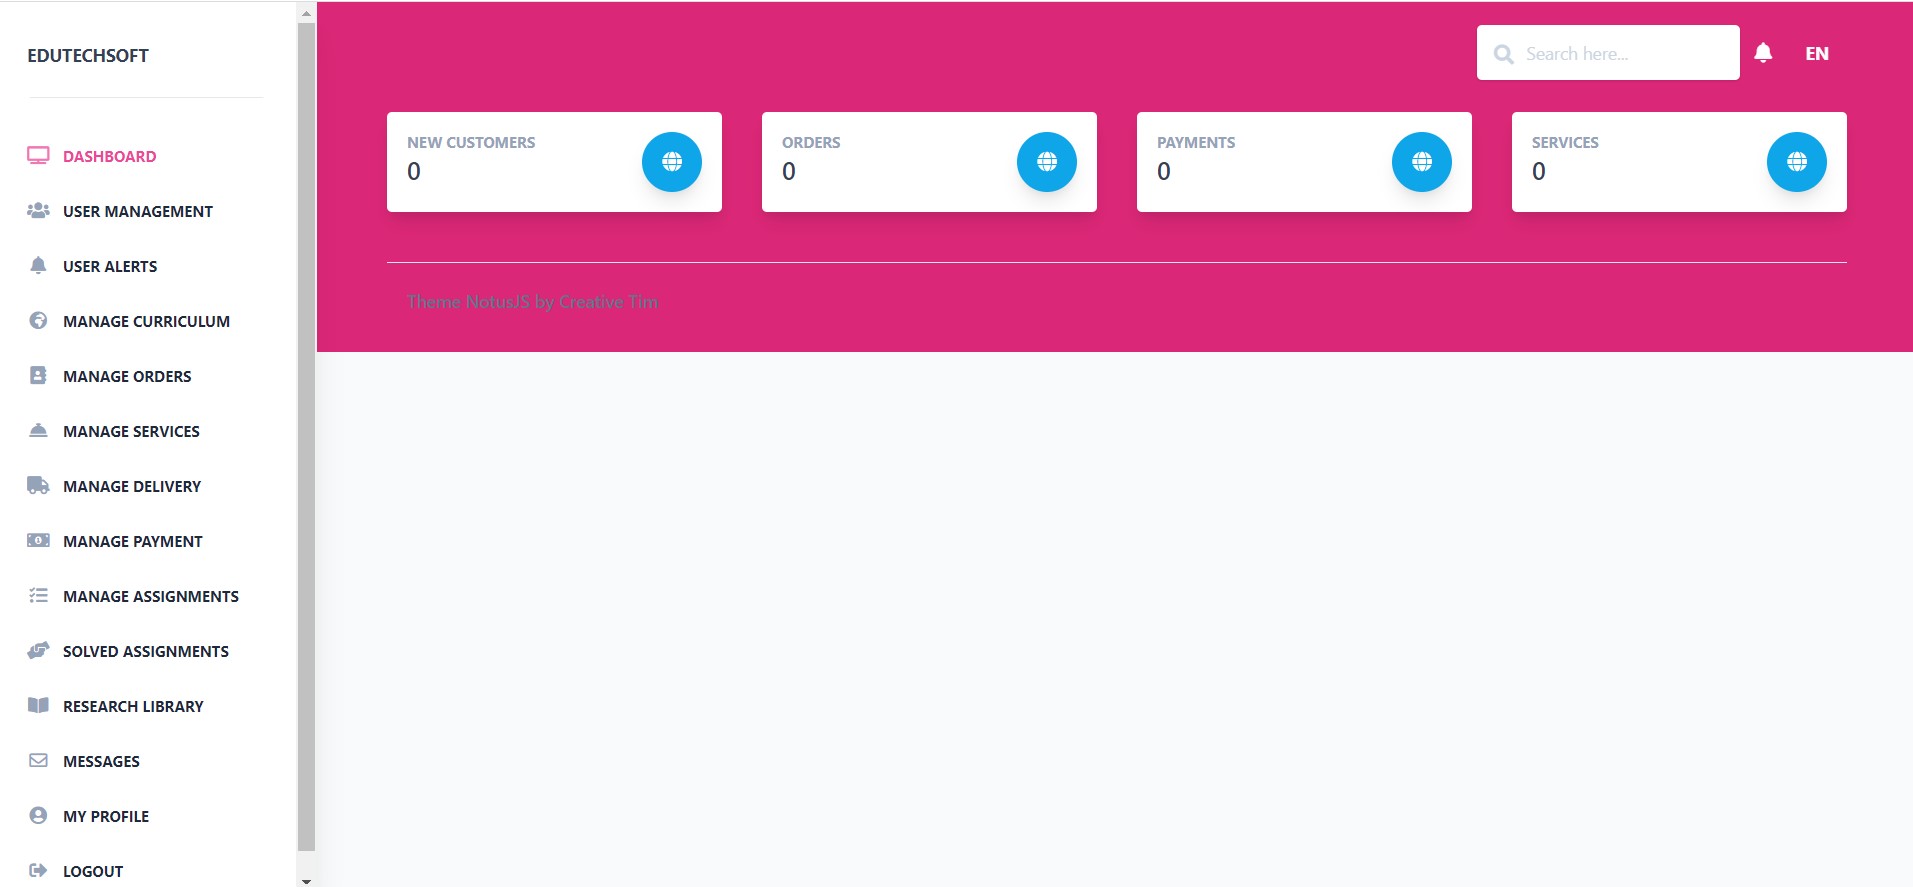 EDUTECHSOFT
DASHBOARD
USER MANAGEMENT
USER ALERTS
MANAGE CURRICULUM
MANAGE ORDERS
MANAGE SERVICES
MANAGE DELIVERY
MANAGE PAYMENT
MANAGE ASSIGNMENTS
SOLVED ASSIGNMENTS
RESEARCH LIBRARY
MESSAGES
MY PROFILE
LOGOUT
Search here...
EN
NEW CUSTOMERS
0
ORDERS
0
PAYMENTS
0
SERVICES
0
Theme NotusJS by Creative Tim